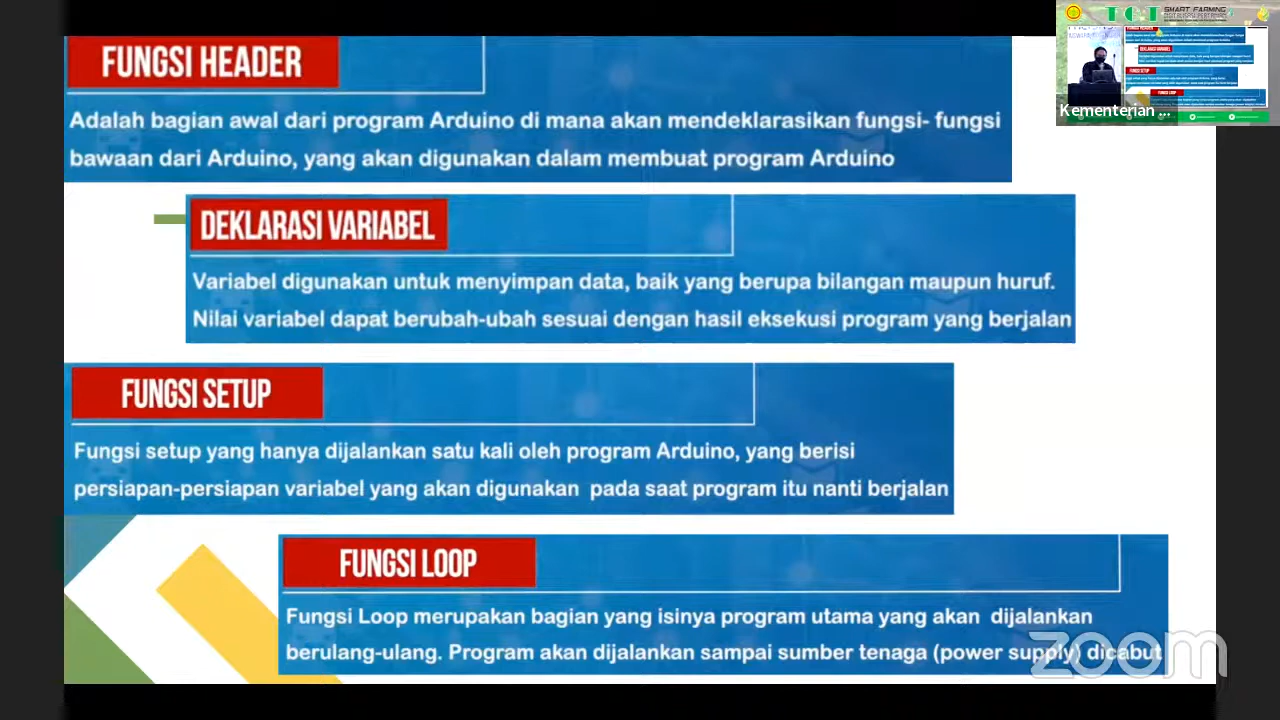 FUNGSI HEADER
Adalah bagian awal dari program Arduino di mana akan mendeklarasikan fungsi- fungsi
bawaan dari Arduino, yang akan digunakan dalam membuat program Arduino
DEKLARASI VARIABEL
Variabel digunakan untuk menyimpan data, baik yang berupa bilangan maupun huruf.
Nilai variabel dapat berubah-ubah sesuai dengan hasil eksekusi program yang berjalan
FUNGSI SETUP
Fungsi setup yang hanya dijalankan satu kali oleh program Arduino, yang berisi
persiapan-persiapan variabel yang akan digunakan pada saat program itu nanti berjalan
FUNGSI LOOP
Fungsi Loop merupakan bagian yang isinya program utama yang akan dijalankan
berulang-ulang. Program akan dijalankan sampai sumber tenaga (power supply) dicabut
zoom
SMART FARMING
Kementerian ...